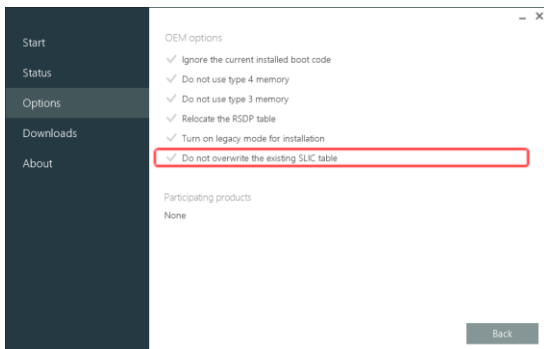 Start
Status
Options
Downloads
About
OEM options
Ignore the current installed boot code
Do not use type 4 memory
Do not use type 3 memory
Relocate the RSDP table
Turn on legacy mode for installation
Do not overwrite the existing SLIC table
Participating products
None
Back